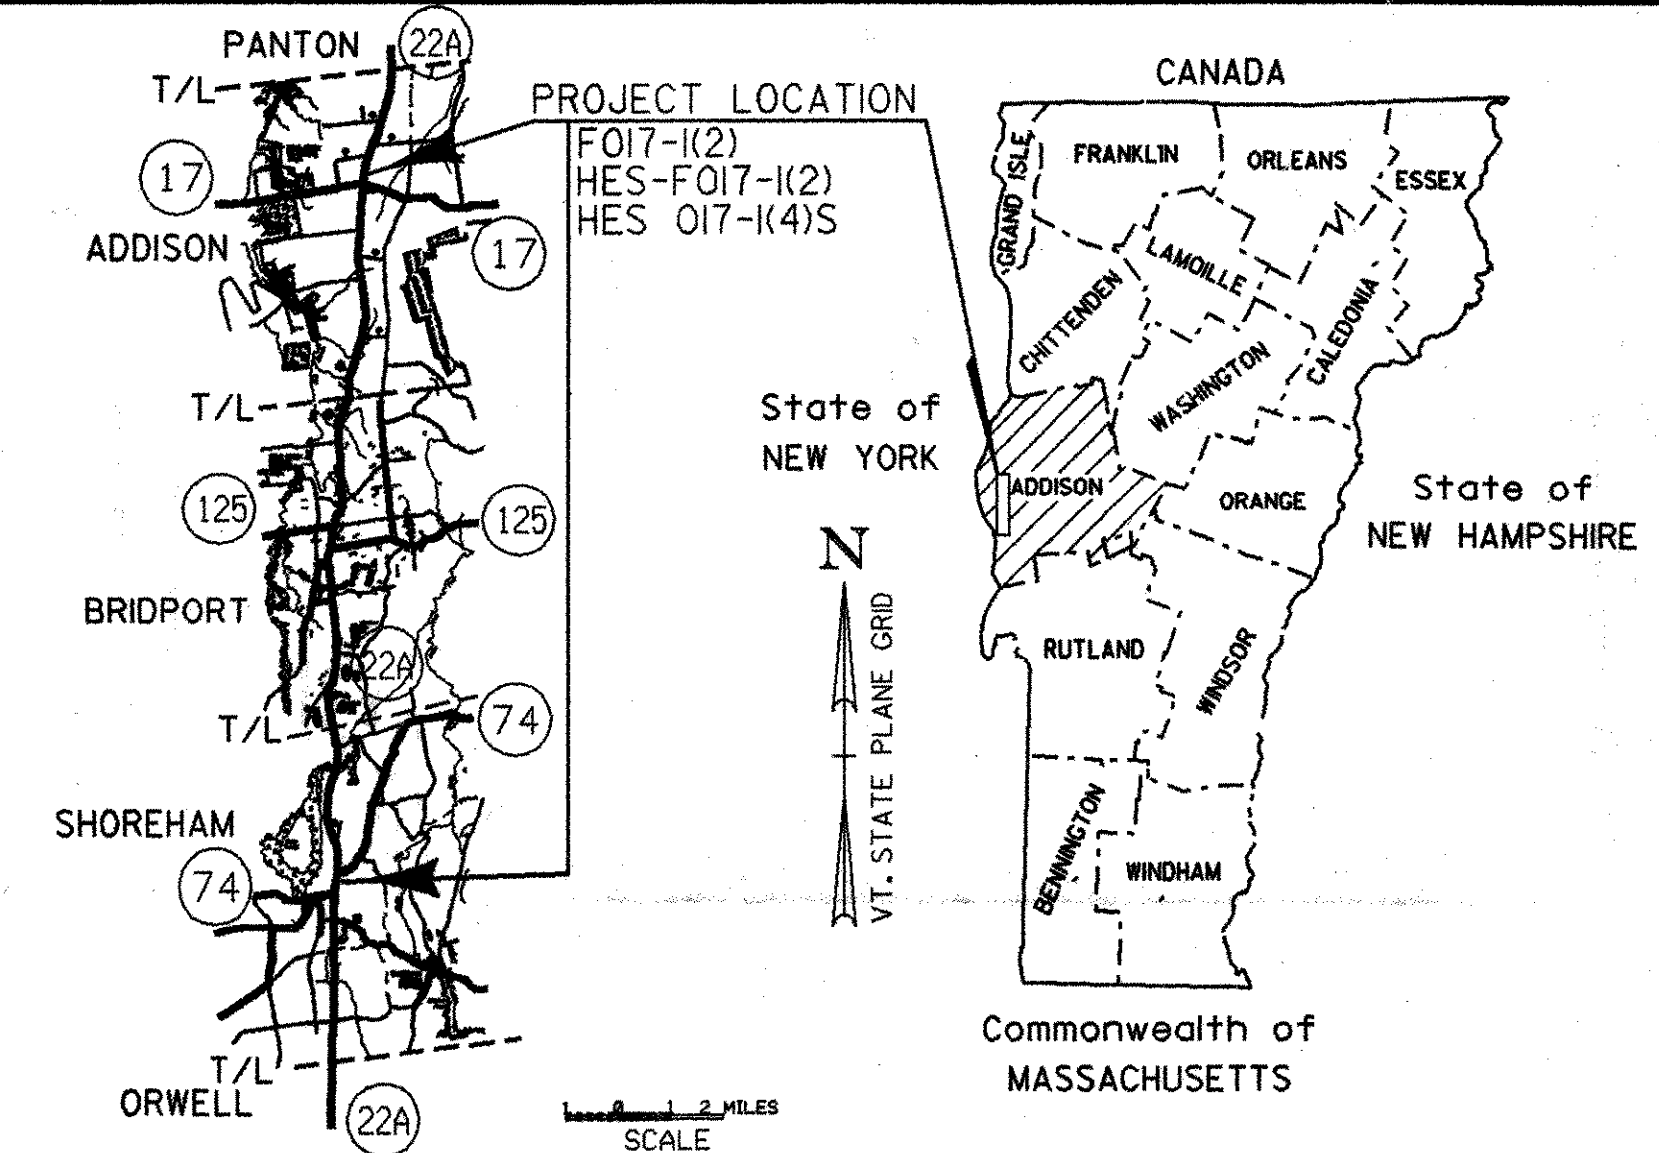 PANTON
22A
T/L
17
ADDISON
17
T/L
125
125
BRIDPORT
22A
T/L
74
SHOREHAM
74
T/L
ORWELL
22A
PROJECT LOCATION
F017-1(2)
HES-F017-1(2)
HES 017-1(4)S
1 0 1 2 MILES
SCALE
N
VT. STATE PLANE GRID
CANADA
GRAND ISLE
FRANKLIN
ORLEANS
ESSEX
LAMOILLE
CHITTENDEN
CALEDONIA
WASHINGTON
State of
NEW YORK
ADDISON
ORANGE
State of
NEW HAMPSHIRE
RUTLAND
WINDSOR
BENNINGTON
WINDHAM
Commonwealth of
MASSACHUSETTS